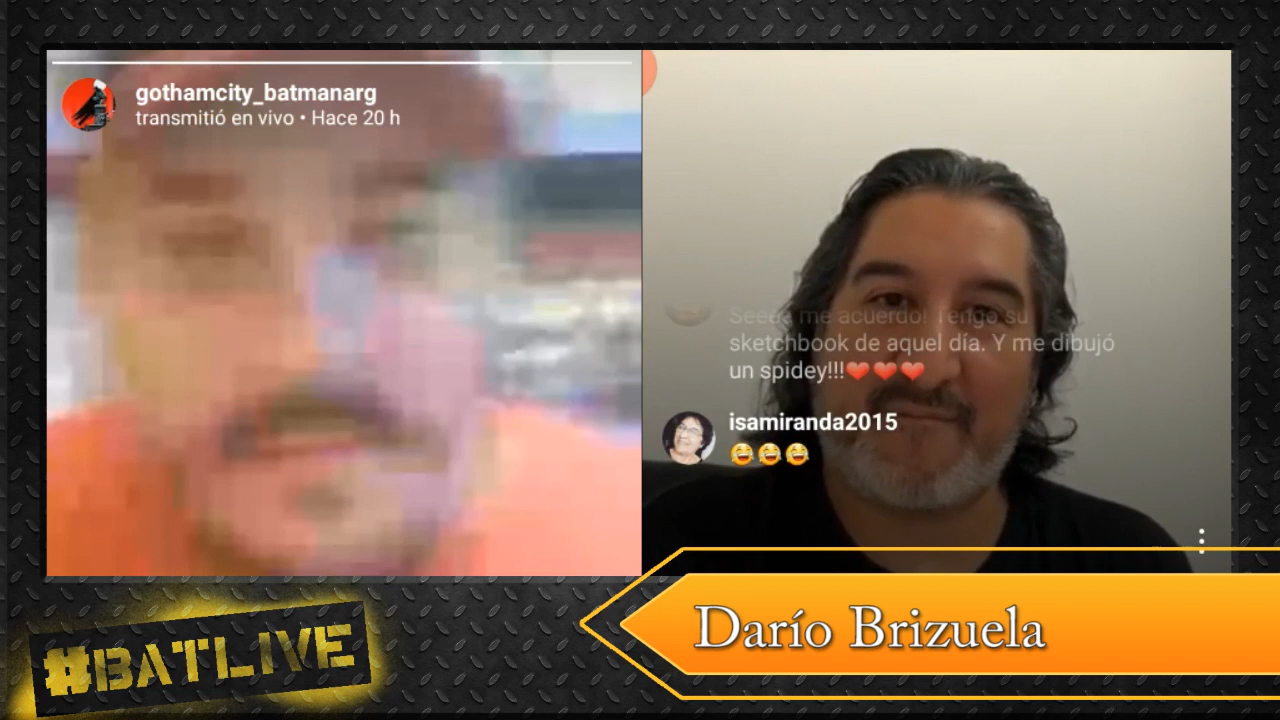 gothamcity_batmanarg
transmitió en vivo • Hace 20 h
me acuerdo! Tengo su
sketchbook de aquel día. Y me dibujó
un spidey!!!❤️❤️❤️
isamiranda2015
😂😂😂
#BATLIVE
Darío Brizuela